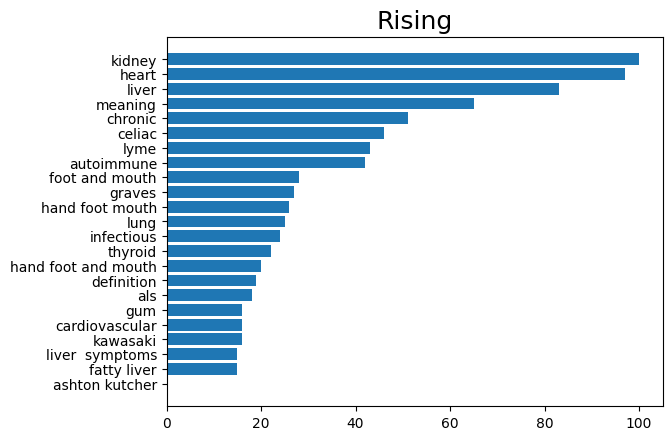 Rising
kidney
heart
liver
meaning
chronic
celiac
lyme
autoimmune
foot and mouth
graves
hand foot mouth
lung
infectious
thyroid
hand foot and mouth
definition
als
gum
cardiovascular
kawasaki
liver  symptoms
fatty liver
ashton kutcher
0 20 40 60 80 100